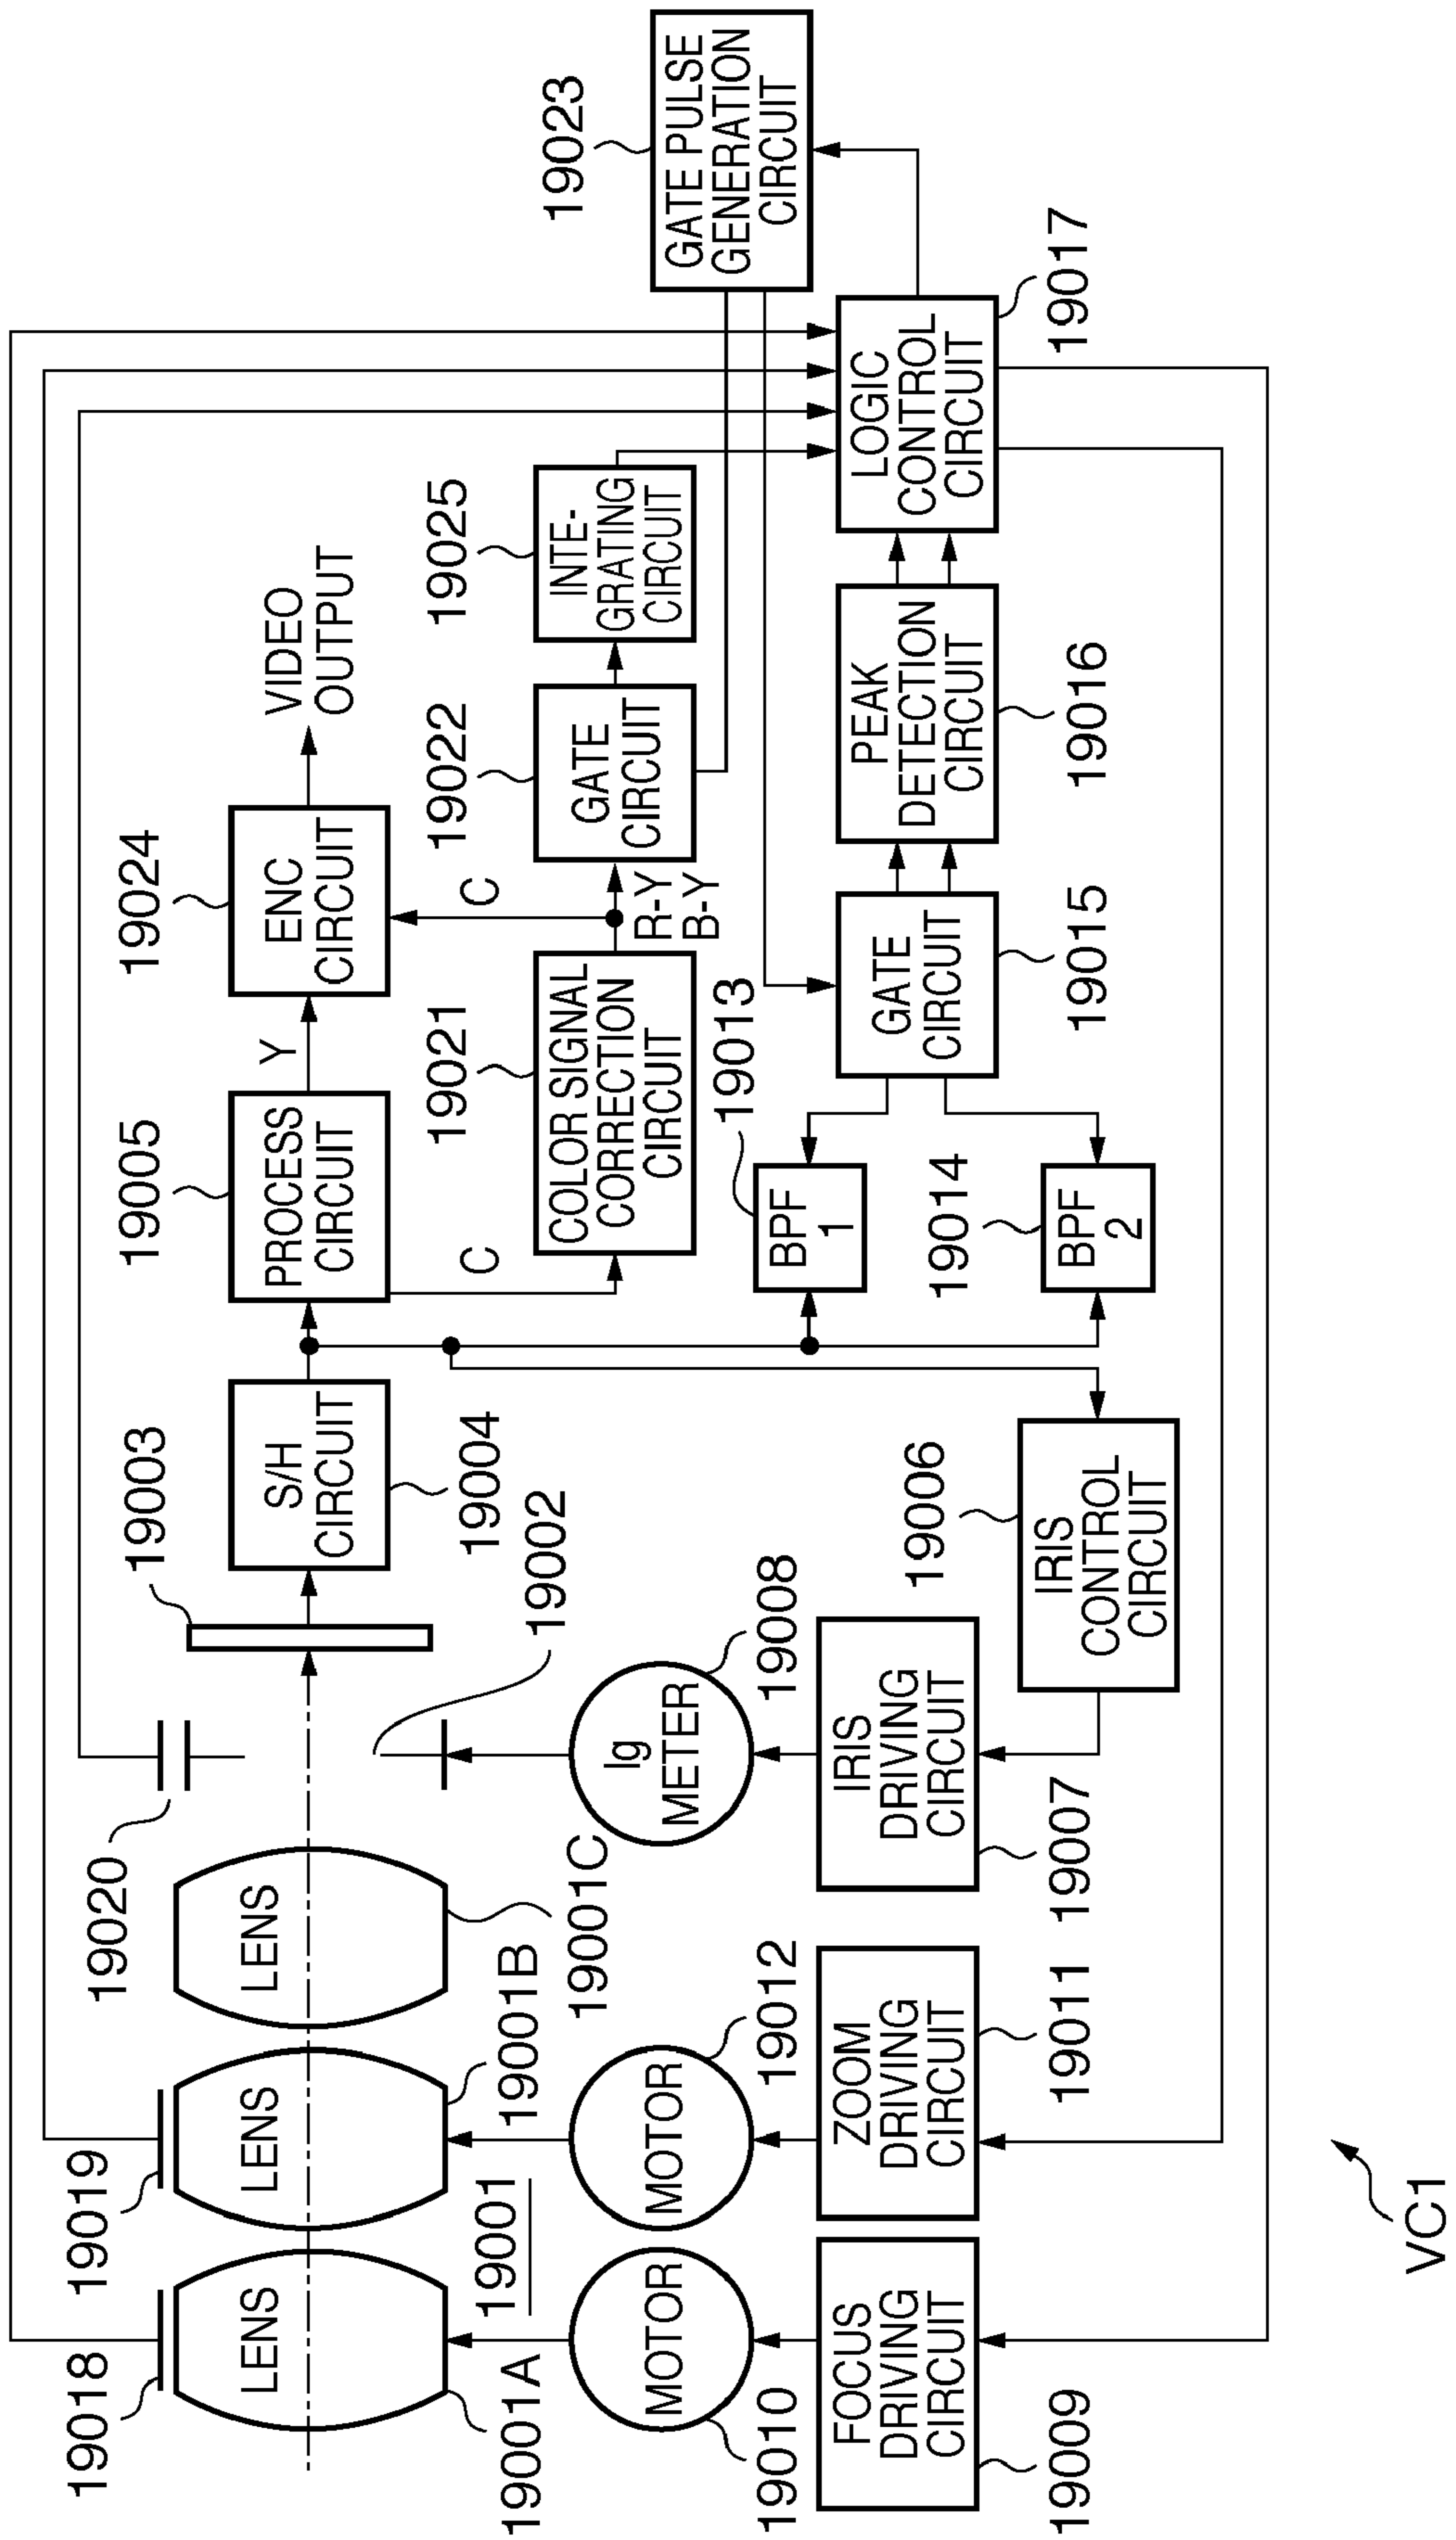 19018
19019
19020
19003
19005
19024
VIDEO
OUTPUT
LENS
LENS
LENS
S/H
CIRCUIT
PROCESS
CIRCUIT
Y
ENC
CIRCUIT
19001A
19001
19001B
19001C
19002
19004
C
19021
C
19022
19025
19023
COLOR SIGNAL
CORRECTION
CIRCUIT
R-Y
B-Y
GATE
CIRCUIT
INTE-
GRATING
CIRCUIT
GATE PULSE
GENERATION
CIRCUIT
MOTOR
MOTOR
Ig
METER
19010
19012
19008
19013
BPF
1
FOCUS
DRIVING
CIRCUIT
ZOOM
DRIVING
CIRCUIT
IRIS
DRIVING
CIRCUIT
19006
19014
GATE
CIRCUIT
PEAK
DETECTION
CIRCUIT
LOGIC
CONTROL
CIRCUIT
19009
19011
19007
IRIS
CONTROL
CIRCUIT
BPF
2
19015
19016
19017
VC1